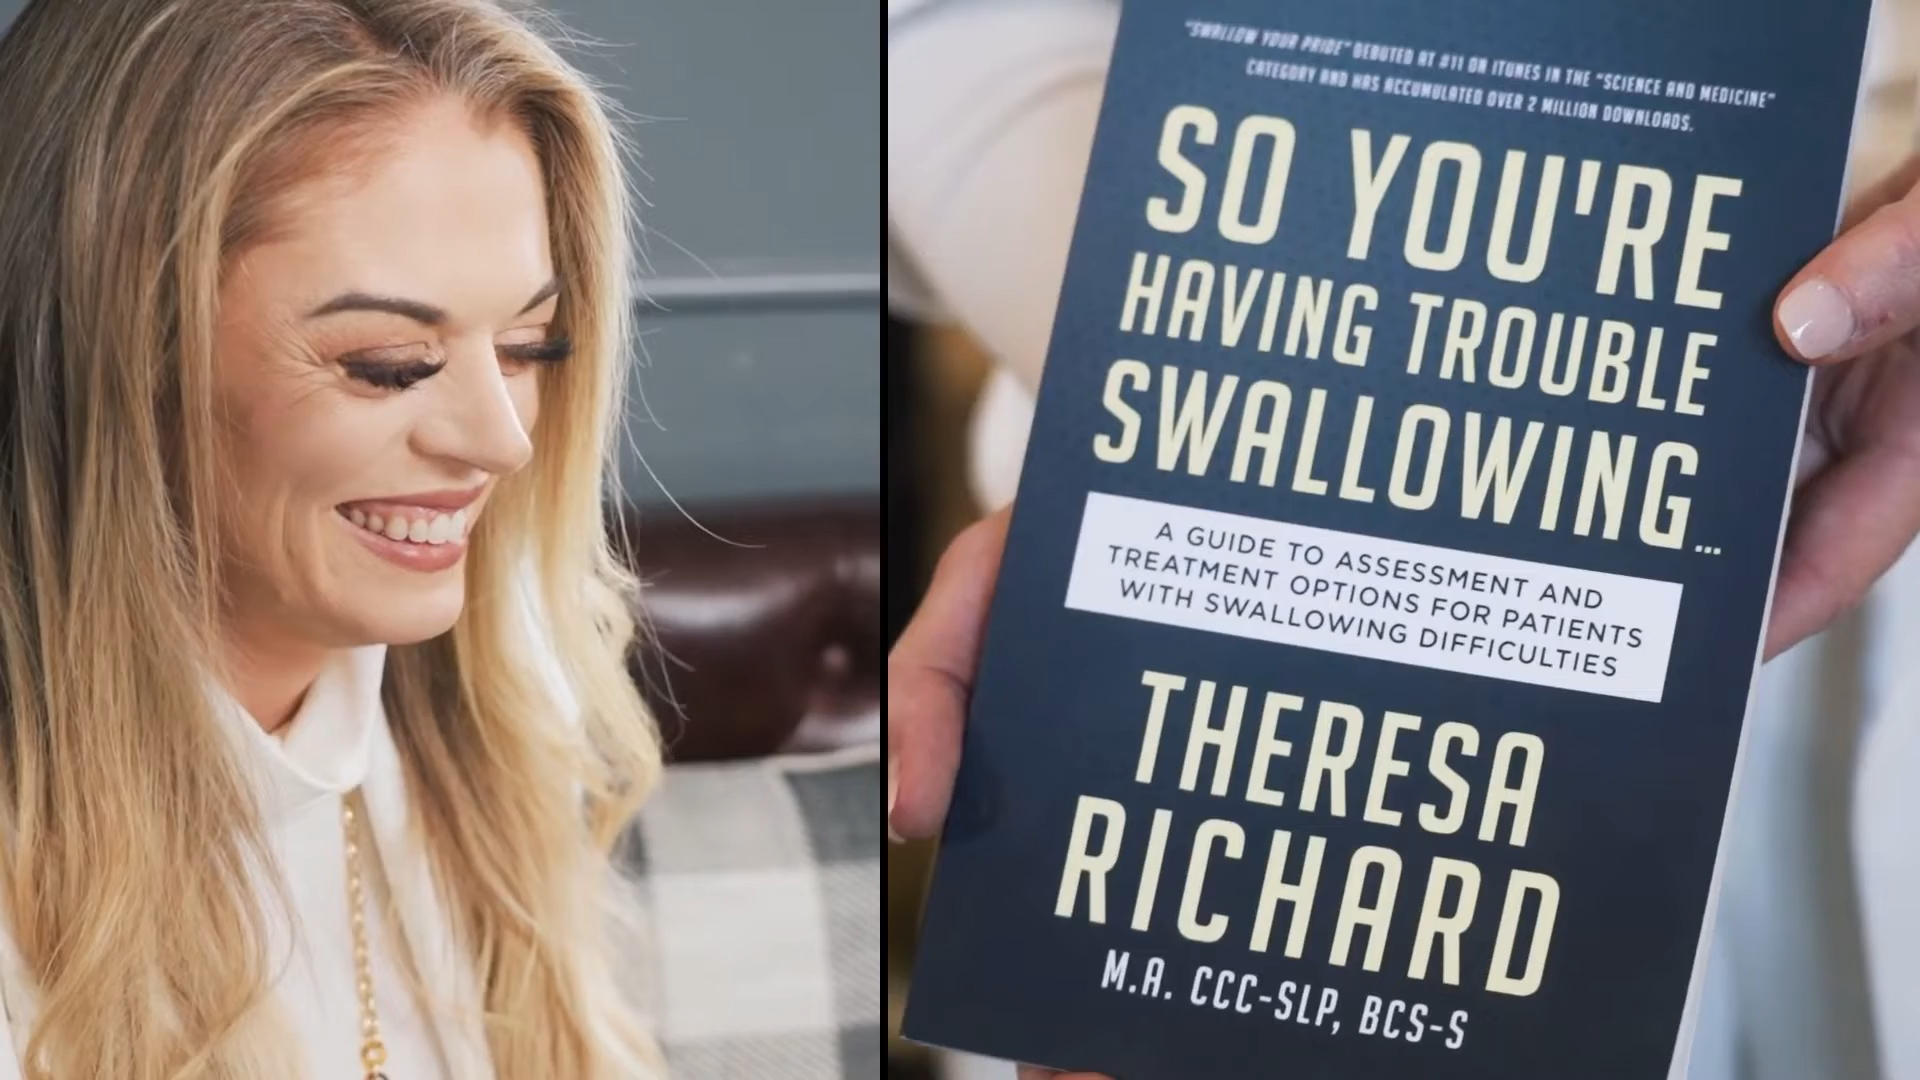 "SWALLOW YOUR PRIDE" DEBUTED AT #11 ON ITUNES IN THE "SCIENCE AND MEDICINE"
CATEGORY AND HAS ACCUMULATED OVER 2 MILLION DOWNLOADS.
SO YOU'RE
HAVING TROUBLE
SWALLOWING...
A GUIDE TO ASSESSMENT AND
TREATMENT OPTIONS FOR PATIENTS
WITH SWALLOWING DIFFICULTIES
THERESA
RICHARD
M.A. CCC-SLP, BCS-S